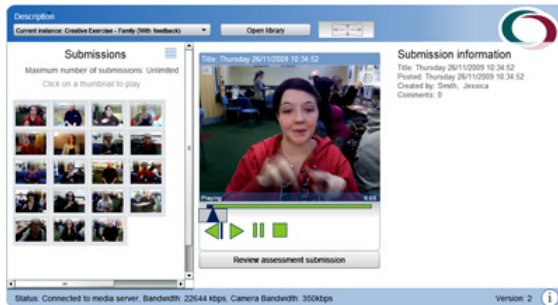 Description
Current instance: Creative Exercise - Family (With feedback)
Open library
Submissions
Maximum number of submissions: Unlimited
Click on a thumbnail to play
Title: Thursday 26/11/2009 10:34:52
Playing
0:05
Review assessment submission
Submission information
Title: Thursday 26/11/2009 10:34:52
Posted: Thursday 26/11/2009 10:34:52
Created by: Smith, Jessica
Comments: 0
Status: Connected to media server, Bandwidth: 22644 kbps, Camera Bandwidth: 350kbps
Version: 2
i